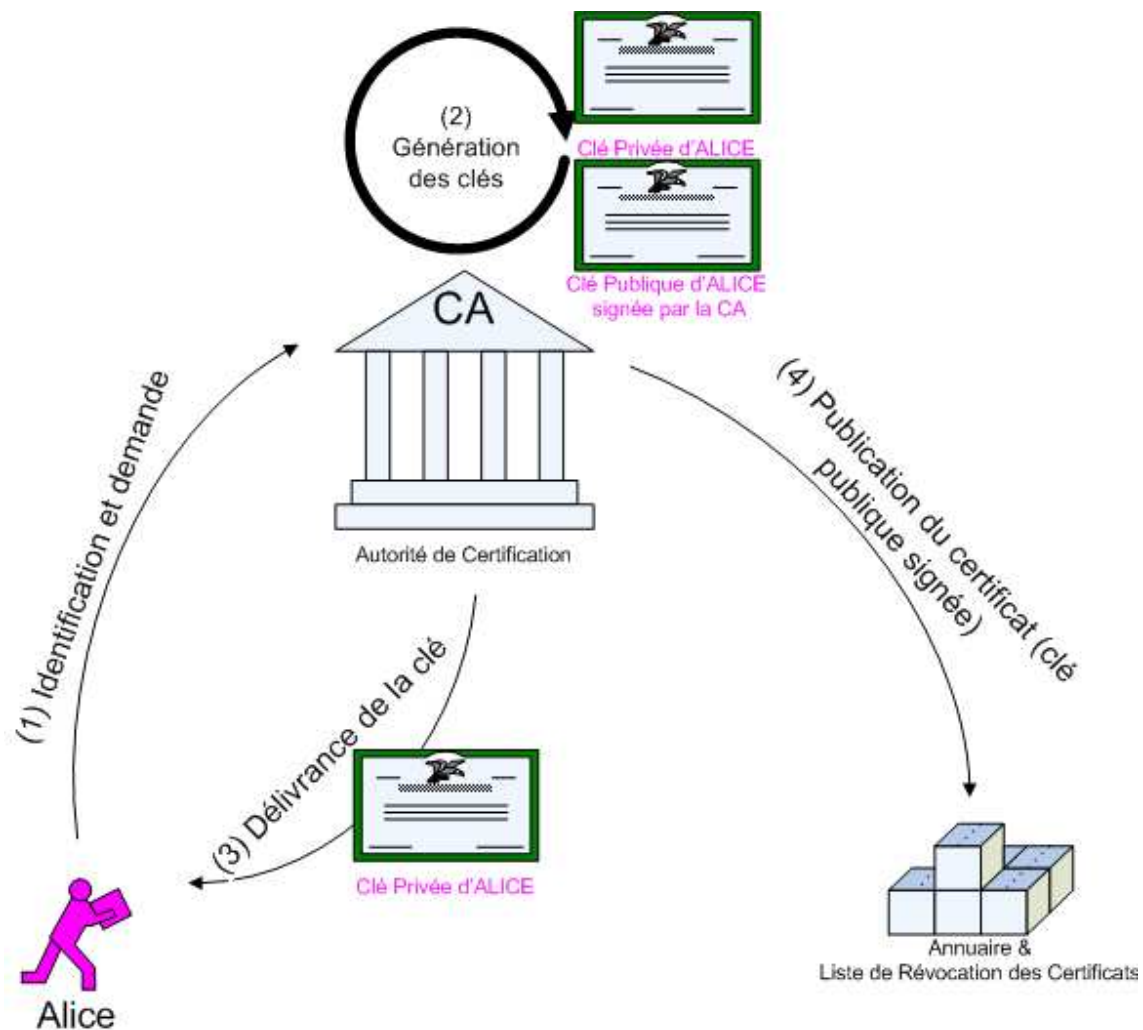 (2)
Génération
des clés
Clé Privée d'ALICE
Clé Publique d'ALICE
signée par la CA
CA
Autorité de Certification
(1) Identification et demande
(4) Publication du certificat (clé
publique signée)
(3) Délivrance de la clé
Clé Privée d'ALICE
Alice
Annuaire &
Liste de Révocation des Certificats